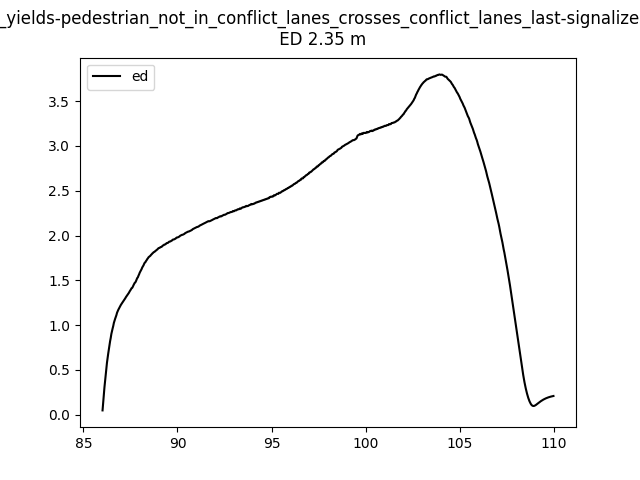 _yields-pedestrian_not_in_conflict_lanes_crosses_conflict_lanes_last-signalize
ED 2.35 m
ed
3.5
3.0
2.5
2.0
1.5
1.0
0.5
0.0
85 90 95 100 105 110